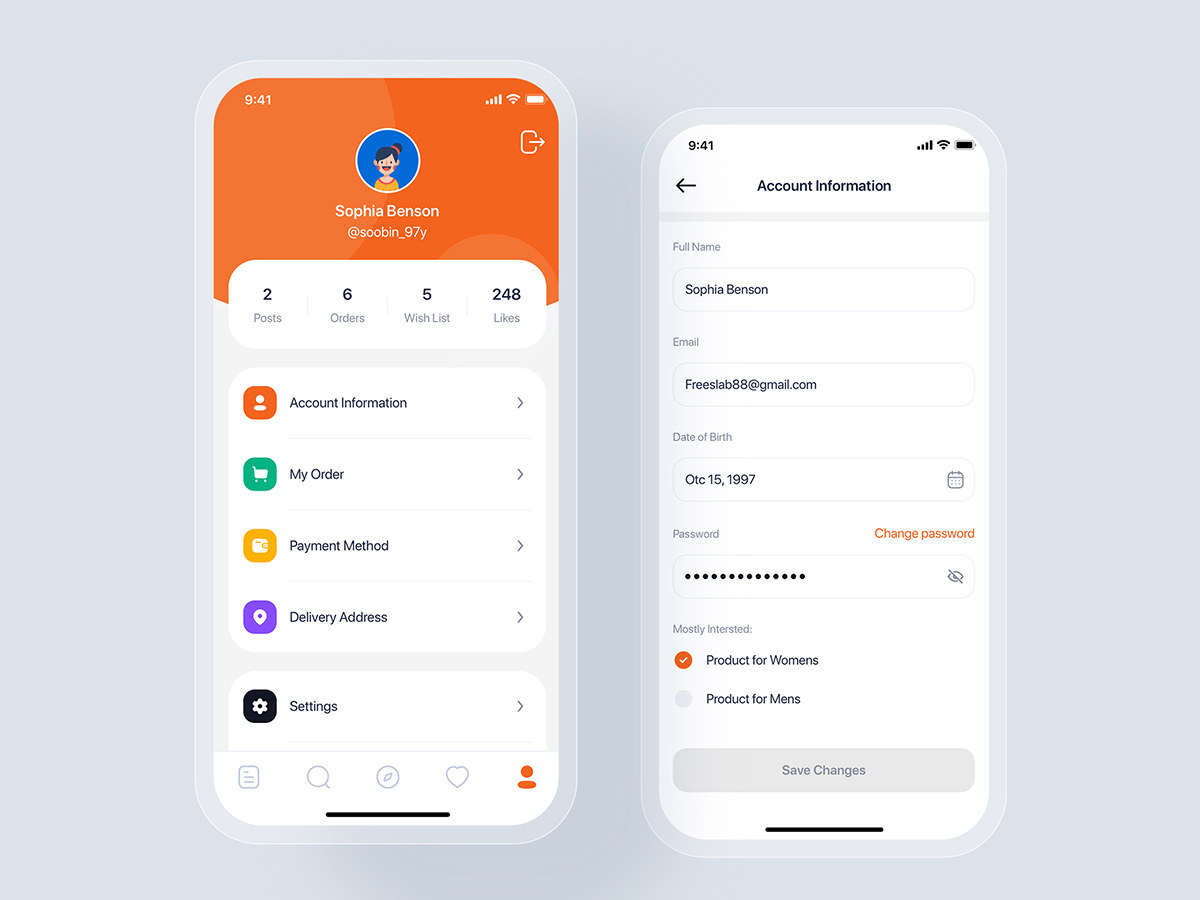 9:41
Sophia Benson
@soobin_97y
2 6 5 248
Posts Orders Wish List Likes
Account Information
My Order
Payment Method
Delivery Address
Settings
9:41
Account Information
Full Name
Sophia Benson
Email
Freeslab88@gmail.com
Date of Birth
Otc 15, 1997
Password Change password
Mostly Intersted:
Product for Womens
Product for Mens
Save Changes